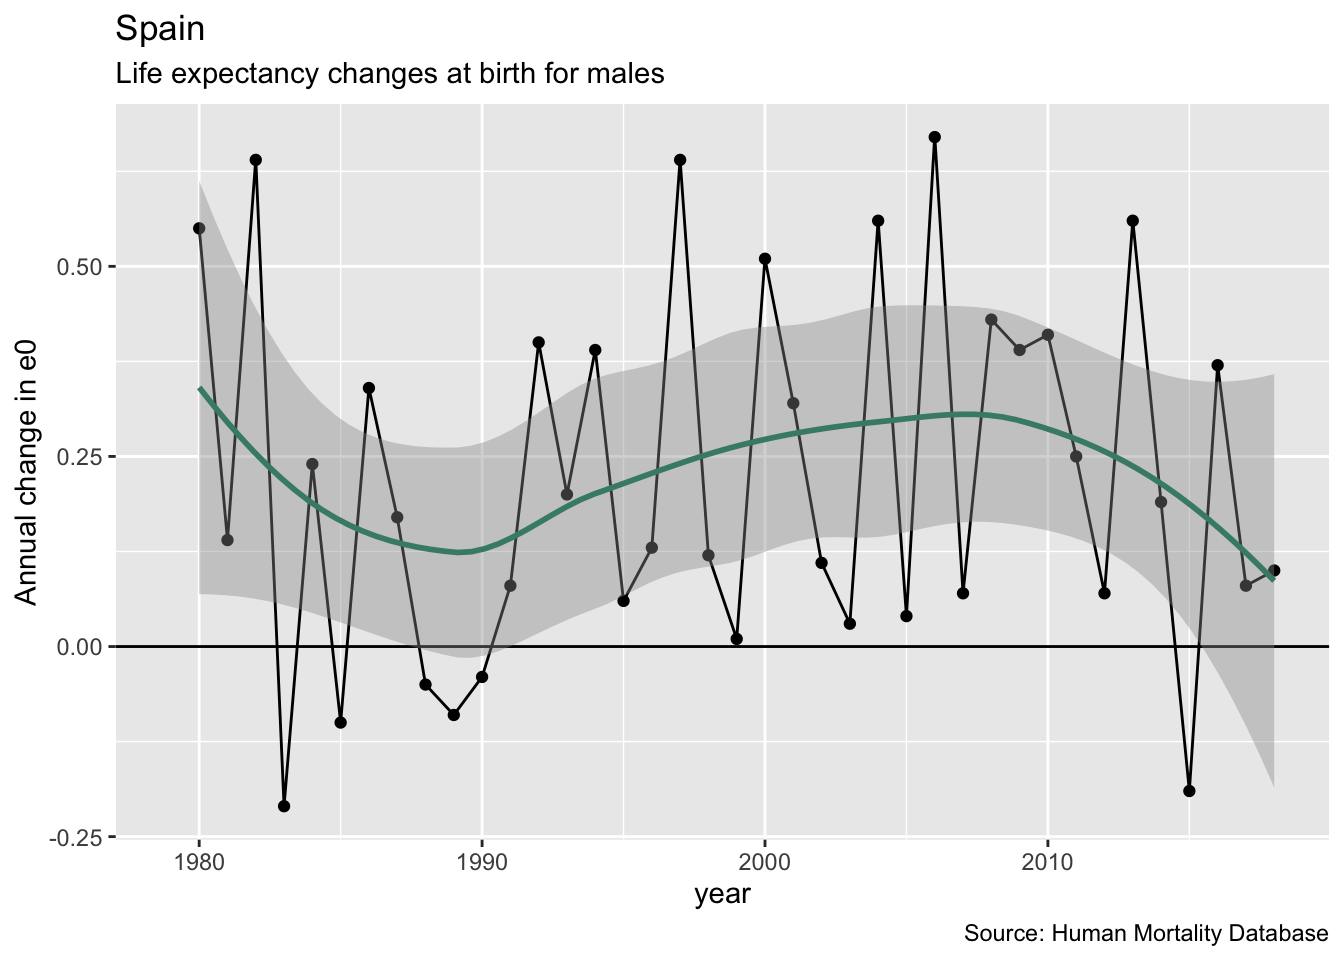 Spain
Life expectancy changes at birth for males
Annual change in e0
0.50
0.25
0.00
-0.25
1980 1990 2000 2010
year
Source: Human Mortality Database